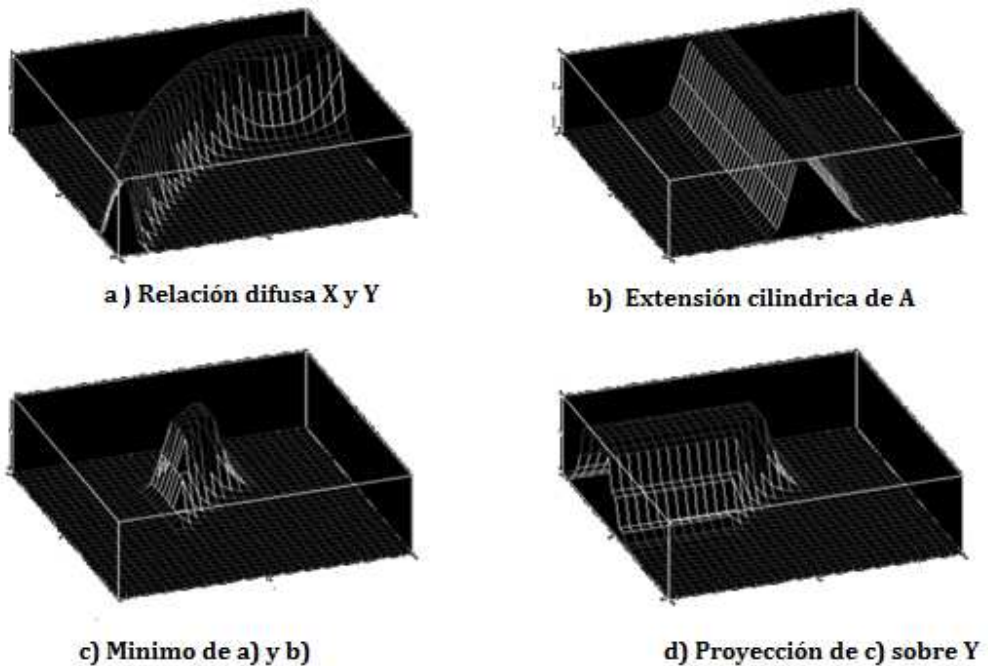 a ) Relación difusa X y Y
b) Extensión cilindrica de A
c) Minimo de a) y b)
d) Proyección de c) sobre Y